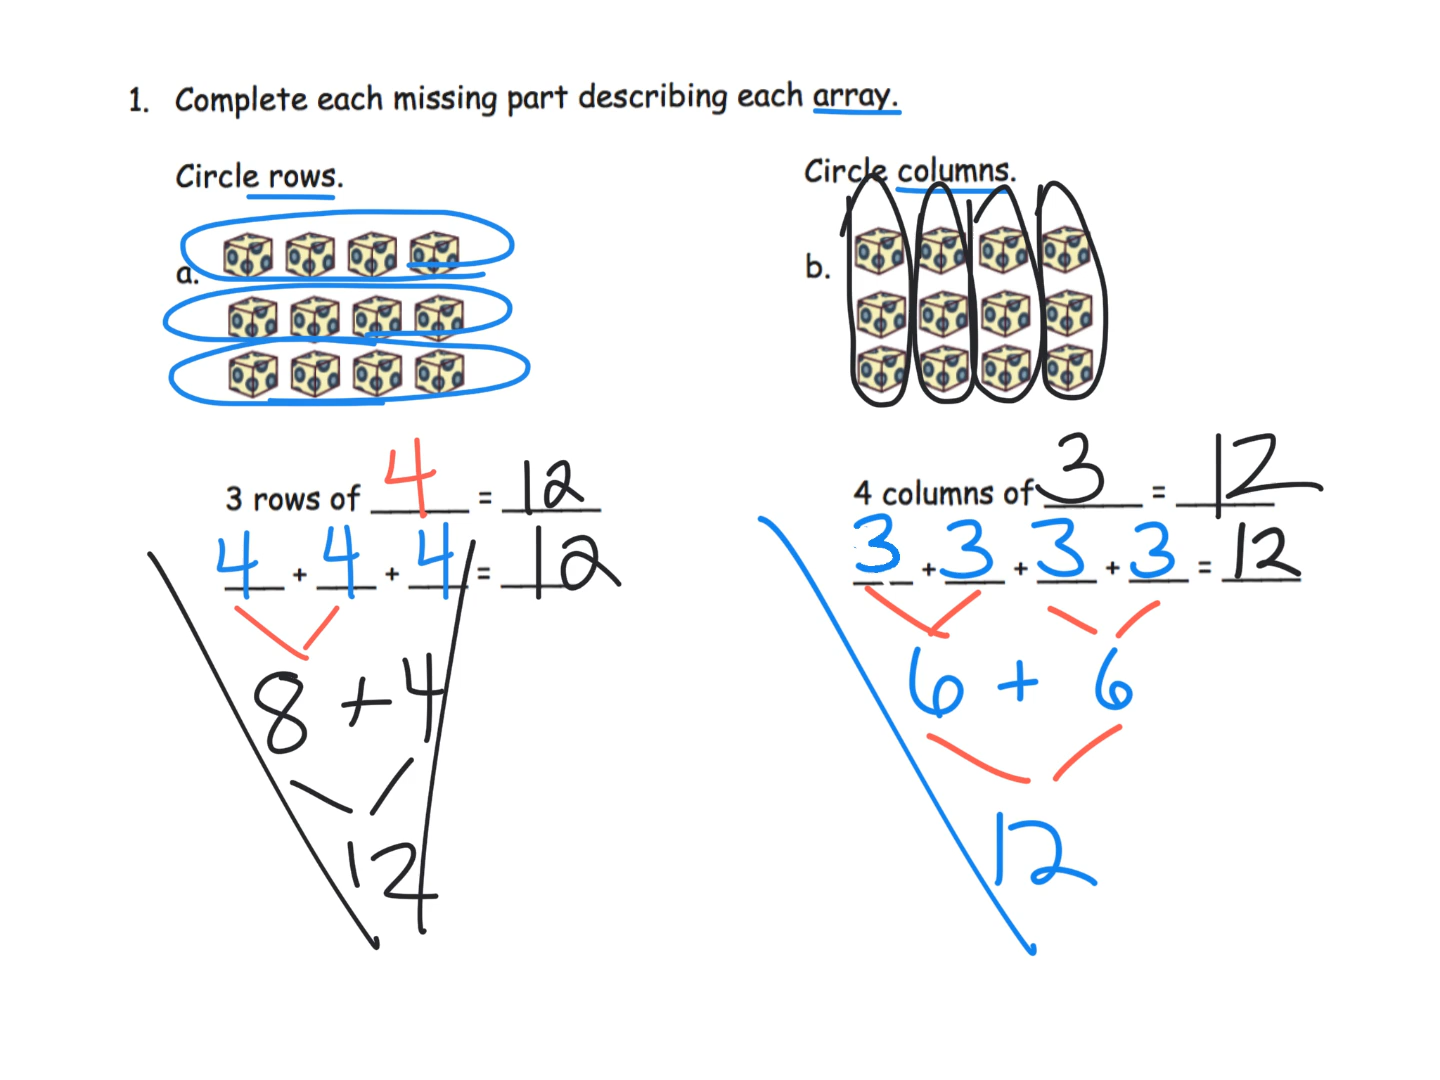 1. Complete each missing part describing each array.
Circle rows.
a.
3 rows of 4 = 12
4 + 4 + 4 = 12
8 + 4
12
Circle columns.
b.
4 columns of 3 = 12
3 + 3 + 3 + 3 = 12
6 + 6
12